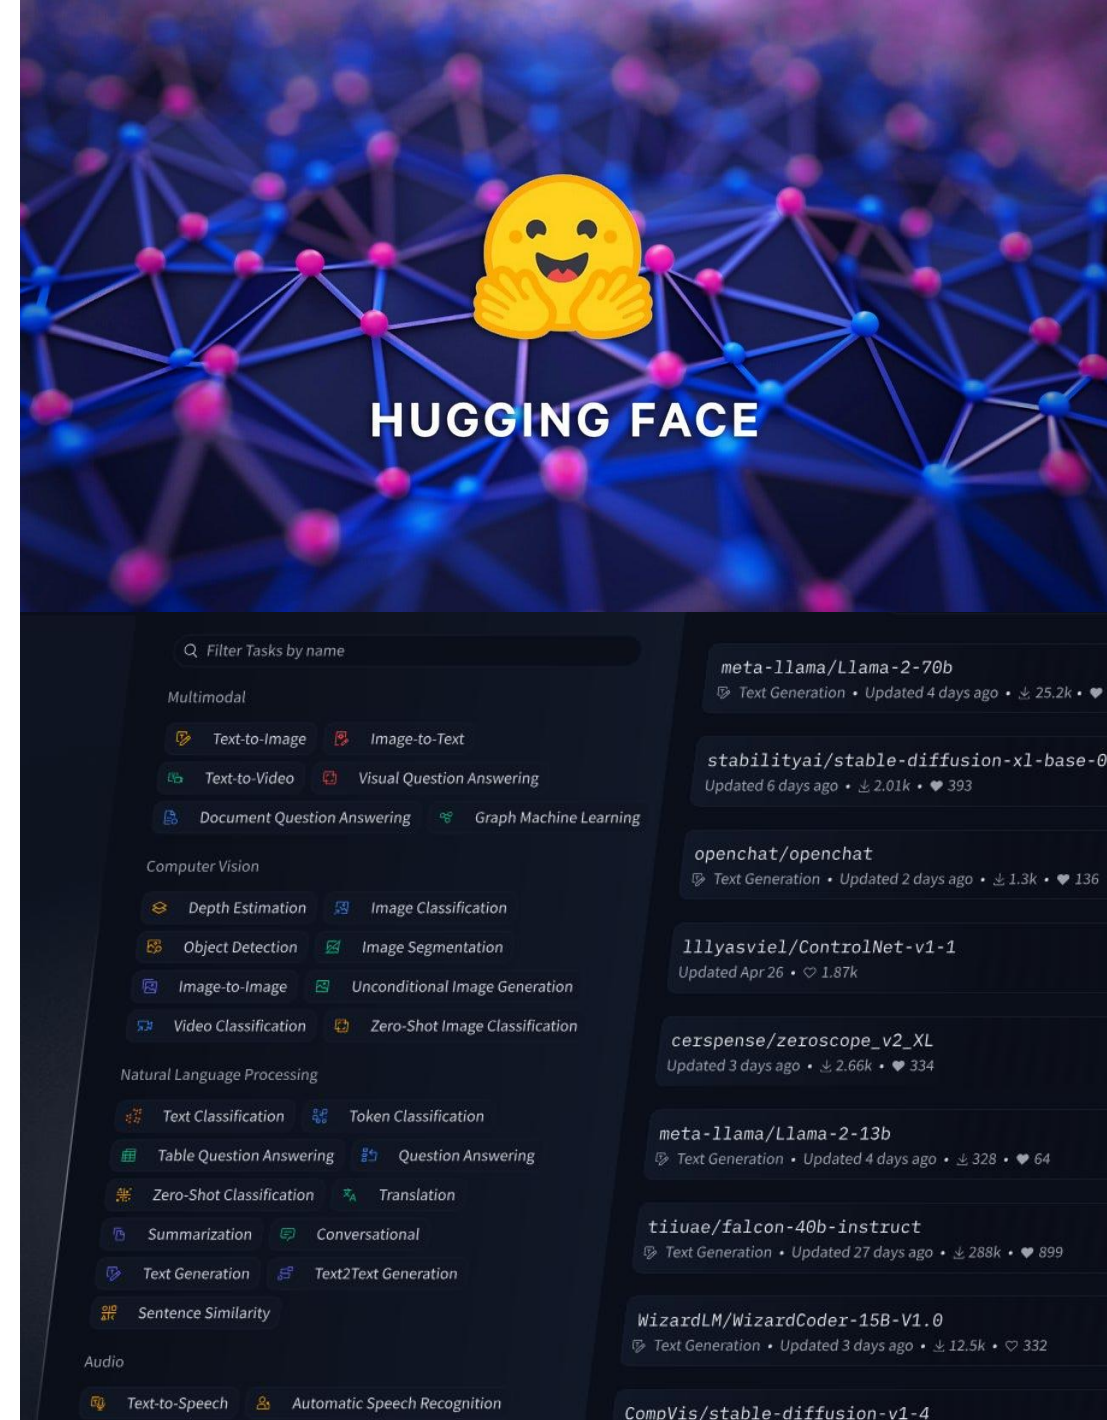 HUGGING FACE
Filter Tasks by name
Multimodal
Text-to-Image Image-to-Text
Text-to-Video Visual Question Answering
Document Question Answering Graph Machine Learning
Computer Vision
Depth Estimation Image Classification
Object Detection Image Segmentation
Image-to-Image Unconditional Image Generation
Video Classification Zero-Shot Image Classification
Natural Language Processing
Text Classification Token Classification
Table Question Answering Question Answering
Zero-Shot Classification Translation
Summarization Conversational
Text Generation Text2Text Generation
Sentence Similarity
Audio
Text-to-Speech Automatic Speech Recognition
meta-llama/Llama-2-70b
Text Generation • Updated 4 days ago • 25.2k •
stabilityai/stable-diffusion-xl-base-0
Updated 6 days ago • 2.01k • 393
openchat/openchat
Text Generation • Updated 2 days ago • 1.3k • 136
lllyasviel/ControlNet-v1-1
Updated Apr 26 • 1.87k
cerspense/zeroscope_v2_XL
Updated 3 days ago • 2.66k • 334
meta-llama/Llama-2-13b
Text Generation • Updated 4 days ago • 328 • 64
tiiuae/falcon-40b-instruct
Text Generation • Updated 27 days ago • 288k • 899
WizardLM/WizardCoder-15B-V1.0
Text Generation • Updated 3 days ago • 12.5k • 332
CompVis/stable-diffusion-v1-4